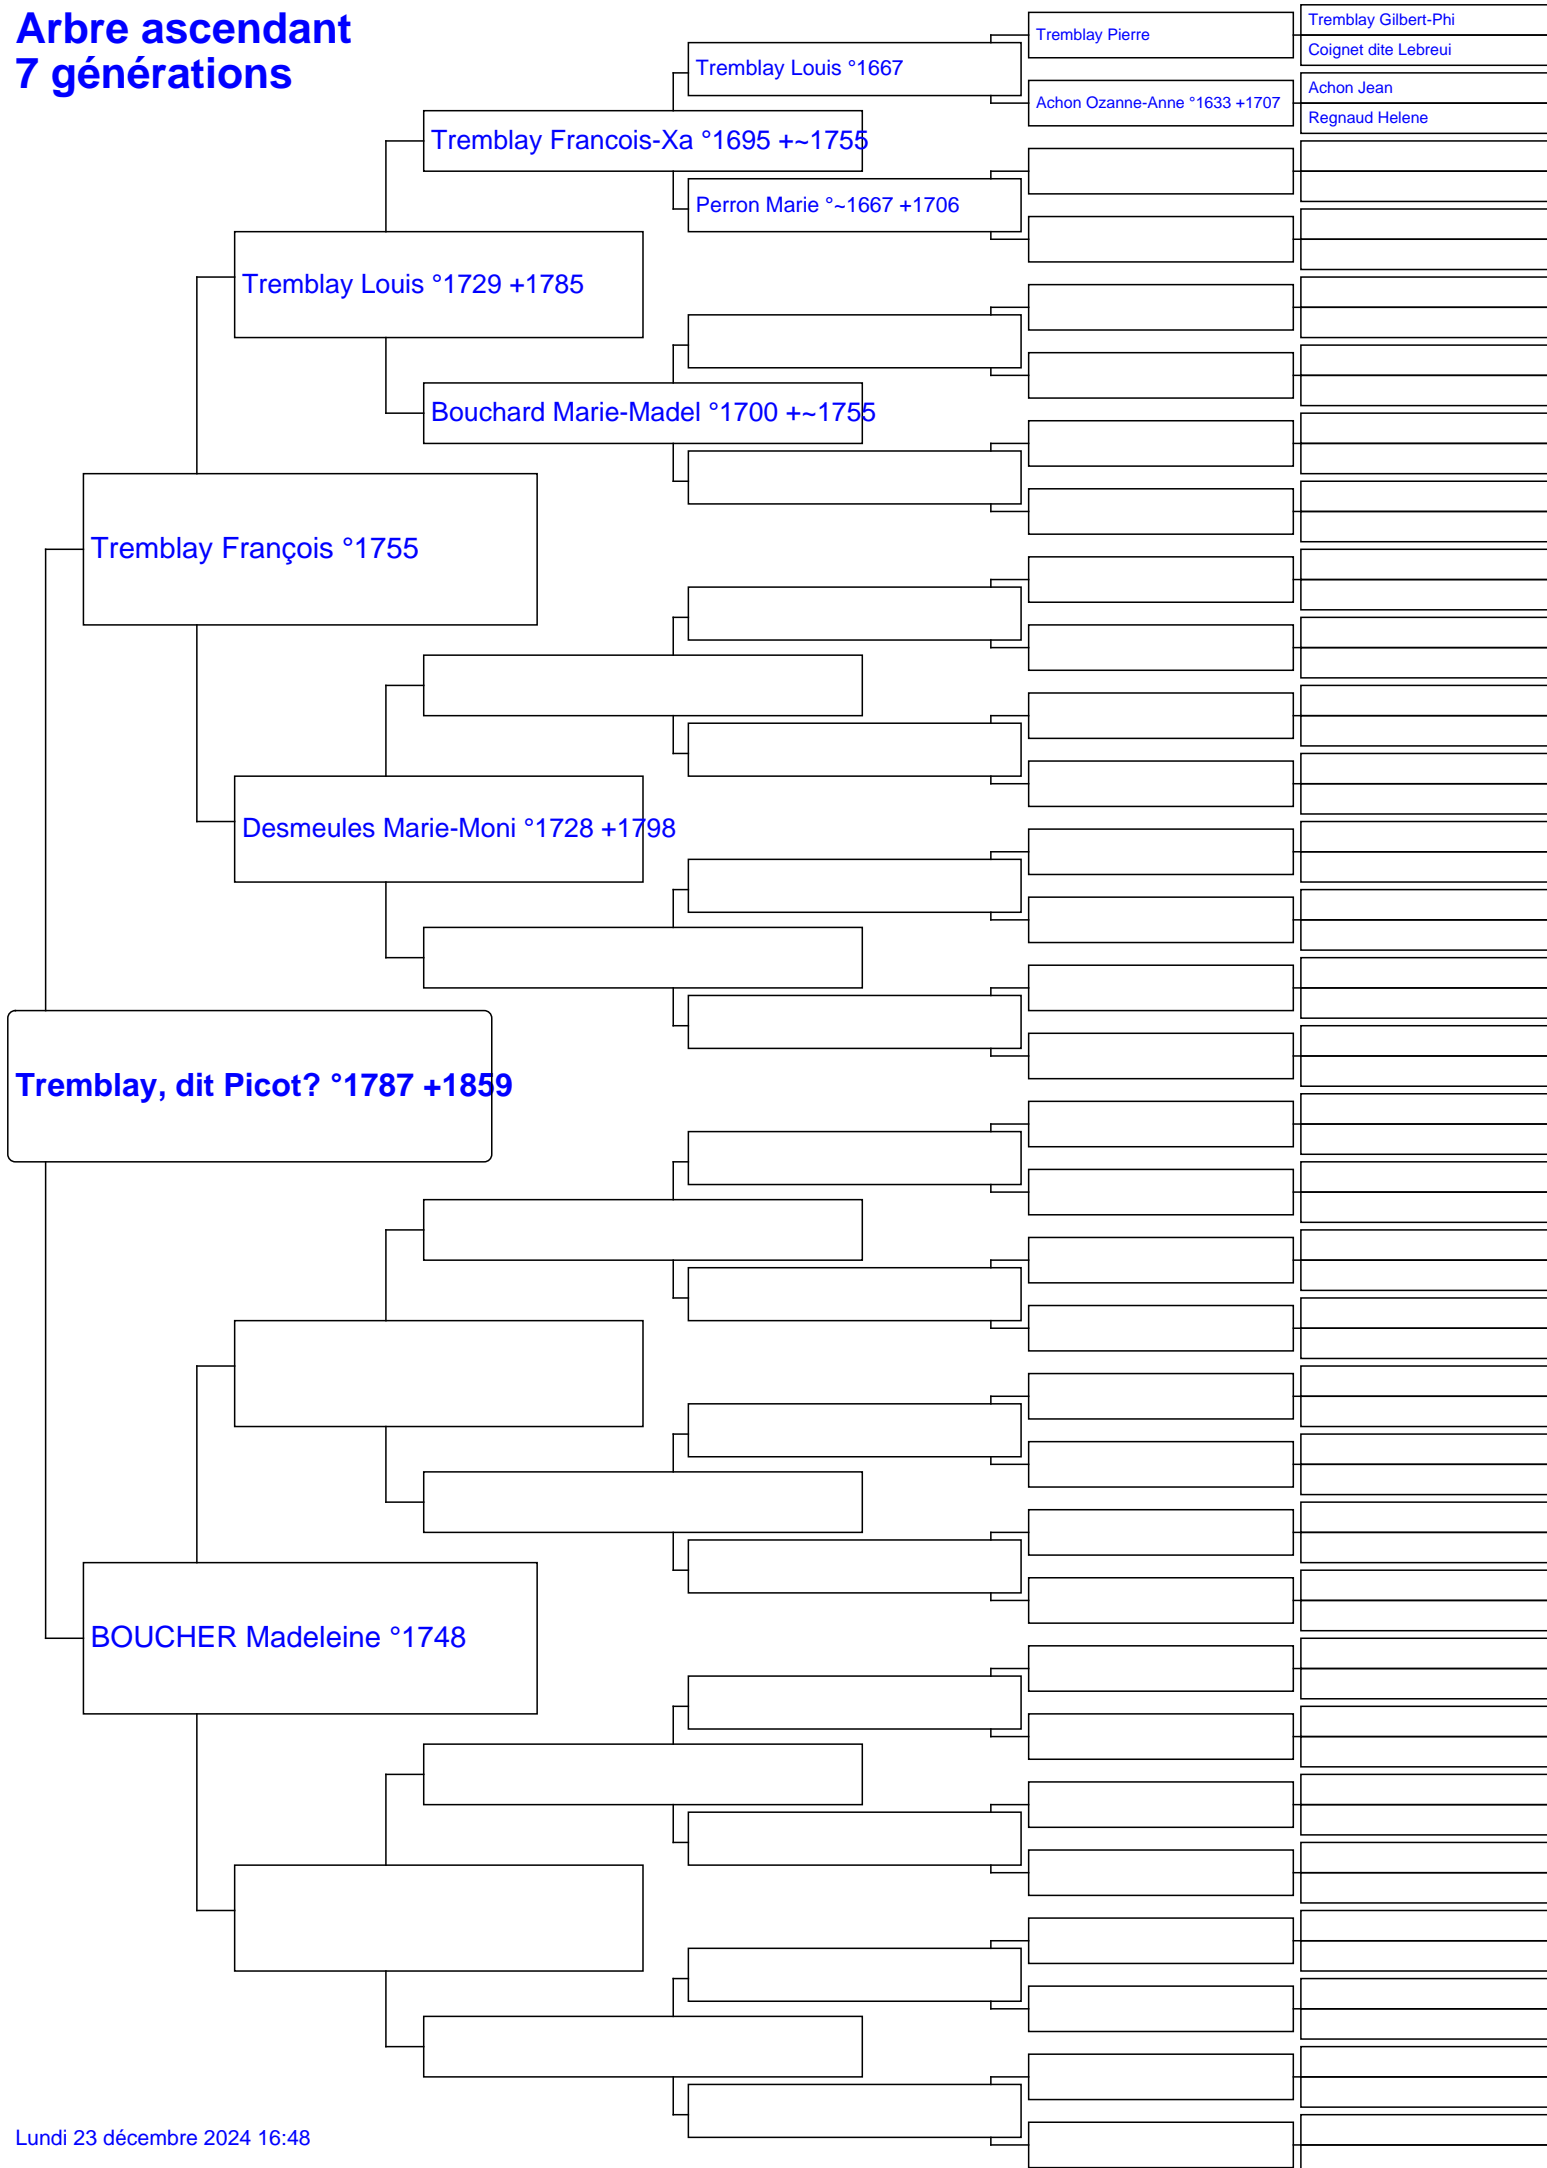 Arbre ascendant
7 générations
Tremblay Gilbert-Phi
Tremblay Pierre
Coignet dite Lebreui
Tremblay Louis °1667
Achon Jean
Achon Ozanne-Anne °1633 +1707
Regnaud Helene
Tremblay Francois-Xa °1695 +~1755
Perron Marie °~1667 +1706
Tremblay Louis °1729 +1785
Bouchard Marie-Madel °1700 +~1755
Tremblay François °1755
Desmeules Marie-Moni °1728 +1798
Tremblay, dit Picot? °1787 +1859
BOUCHER Madeleine °1748
Lundi 23 décembre 2024 16:48